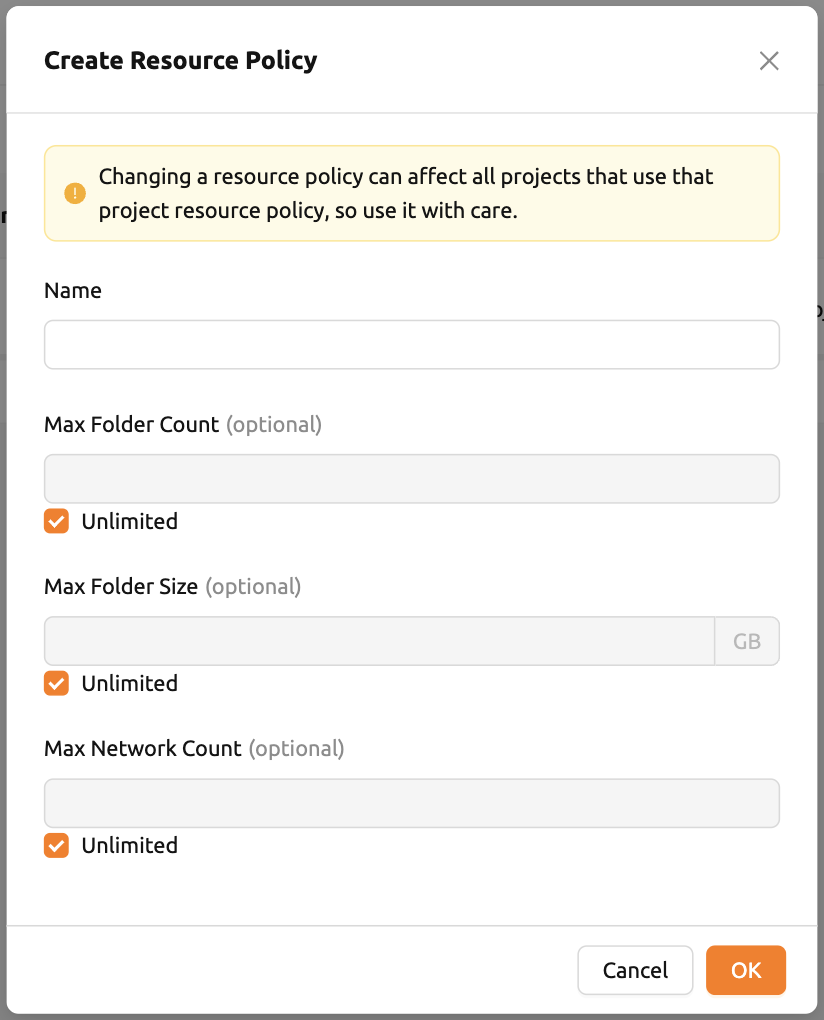 Create Resource Policy
Changing a resource policy can affect all projects that use that
project resource policy, so use it with care.
Name
Max Folder Count (optional)
Unlimited
Max Folder Size (optional)
GB
Unlimited
Max Network Count (optional)
Unlimited
Cancel
OK